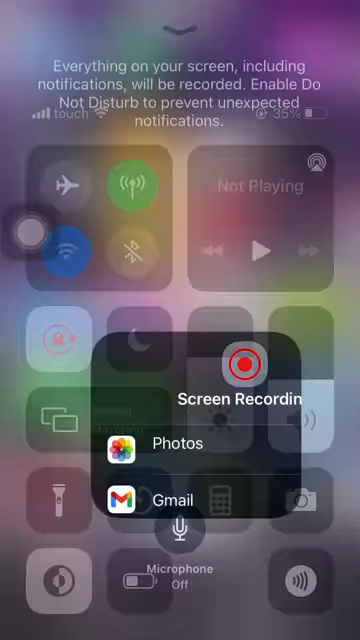 Everything on your screen, including
notifications, will be recorded. Enable Do
Not Disturb to prevent unexpected
notifications.
touch
35%
Not Playing
Screen Recordin
Photos
Gmail
Microphone
Off